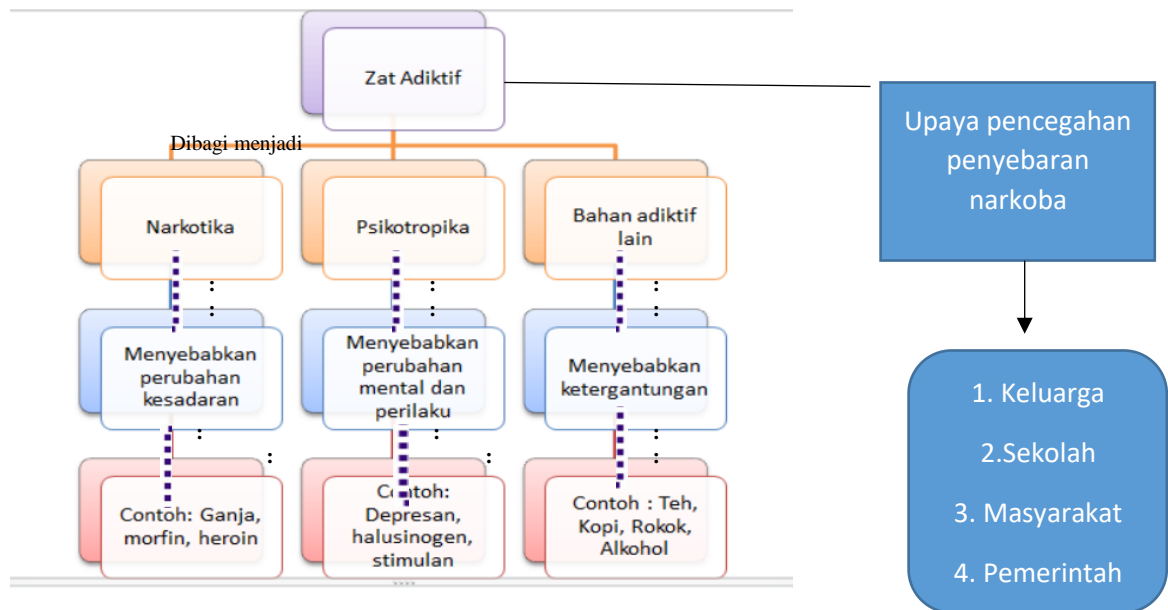 Zat Adiktif
Dibagi menjadi
Narkotika
Psikotropika
Bahan adiktif
lain
Menyebabkan
perubahan
kesadaran
Menyebabkan
perubahan
mental dan
perilaku
Menyebabkan
ketergantungan
Contoh: Ganja,
morfin, heroin
Contoh:
Depresan,
halusinogen,
stimulan
Contoh : Teh,
Kopi, Rokok,
Alkohol
Upaya pencegahan
penyebaran
narkoba
1. Keluarga
2.Sekolah
3. Masyarakat
4. Pemerintah